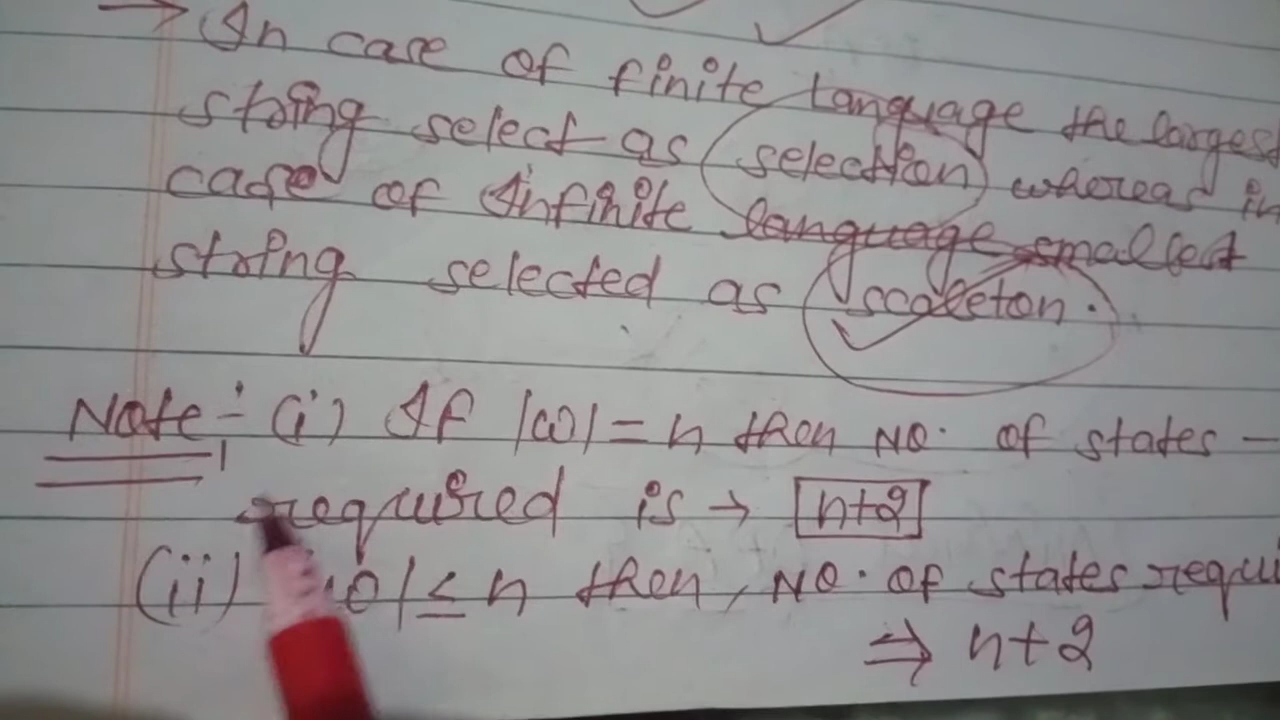 → In case of finite language the largest
string select as selection whereas in
case of Infinite language smallest
string selected as scaleton.
Note :- (i) If |ω| = n then No. of states -
required is → n+2
(ii) |ω| ≤ n then, No. of states requi
⇒ n+2